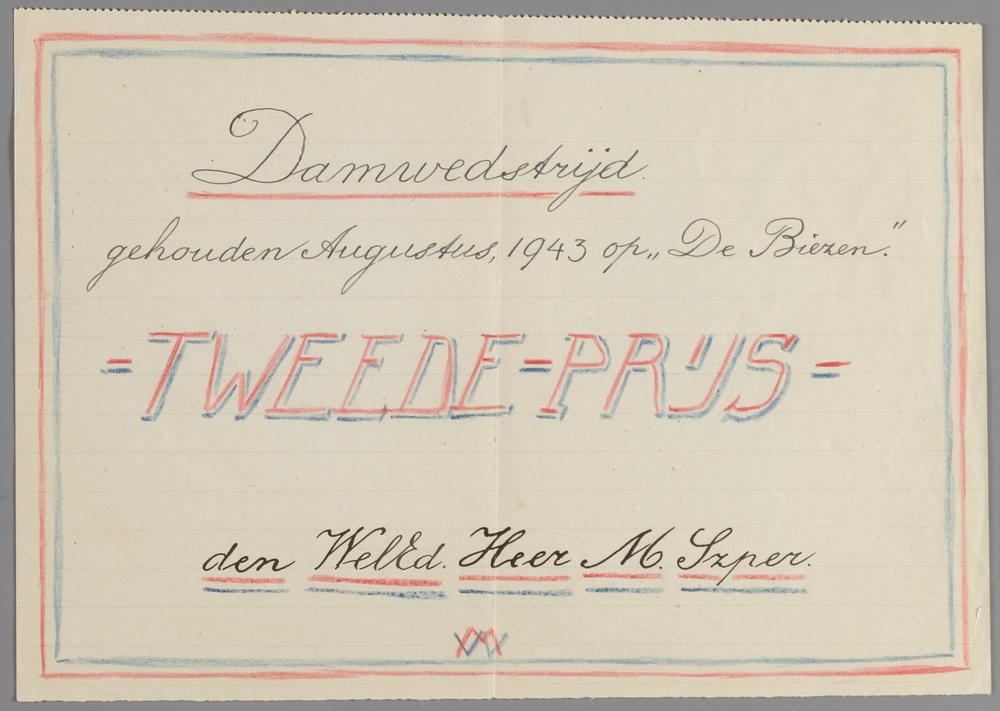 Damwedstrijd.
gehouden Augustus, 1943 op „De Biezen."
=TWEEDE=PRIJS=
den WelEd. Heer M. Szper.